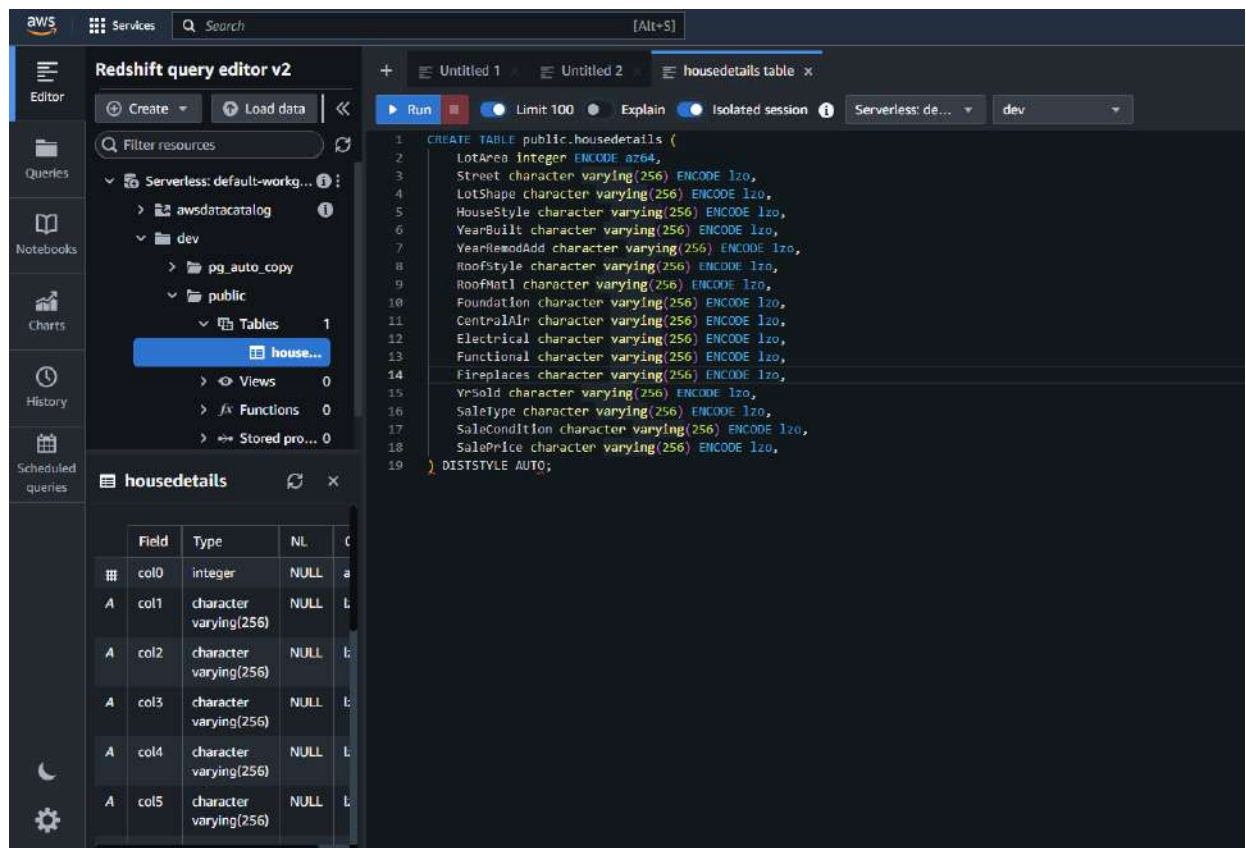 aws
Services
Search
[Alt+S]
Editor
Queries
Notebooks
Charts
History
Scheduled
queries
Redshift query editor v2
Create
Load data
Filter resources
Serverless: default-workg...
awsdatacatalog
dev
pg_auto_copy
public
Tables 1
house...
Views 0
fx Functions 0
Stored pro... 0
housedetails
Field Type NL
col0 integer NULL a
A col1 character NULL
varying(256)
A col2 character NULL
varying(256)
A col3 character NULL
varying(256)
A col4 character NULL
varying(256)
A col5 character NULL
varying(256)
+ Untitled 1 Untitled 2 housedetails table x
Run Limit 100 Explain Isolated session Serverless: de... dev
1 CREATE TABLE public.housedetails (
2 LotArea integer ENCODE az64,
3 Street character varying(256) ENCODE lzo,
4 LotShape character varying(256) ENCODE lzo,
5 HouseStyle character varying(256) ENCODE lzo,
6 YearBuilt character varying(256) ENCODE lzo,
7 YearRemodAdd character varying(256) ENCODE lzo,
8 RoofStyle character varying(256) ENCODE lzo,
9 RoofMatl character varying(256) ENCODE lzo,
10 Foundation character varying(256) ENCODE lzo,
11 CentralAir character varying(256) ENCODE lzo,
12 Electrical character varying(256) ENCODE lzo,
13 Functional character varying(256) ENCODE lzo,
14 Fireplaces character varying(256) ENCODE lzo,
15 YrSold character varying(256) ENCODE lzo,
16 SaleType character varying(256) ENCODE lzo,
17 SaleCondition character varying(256) ENCODE lzo,
18 SalePrice character varying(256) ENCODE lzo,
19 ) DISTSTYLE AUTO;